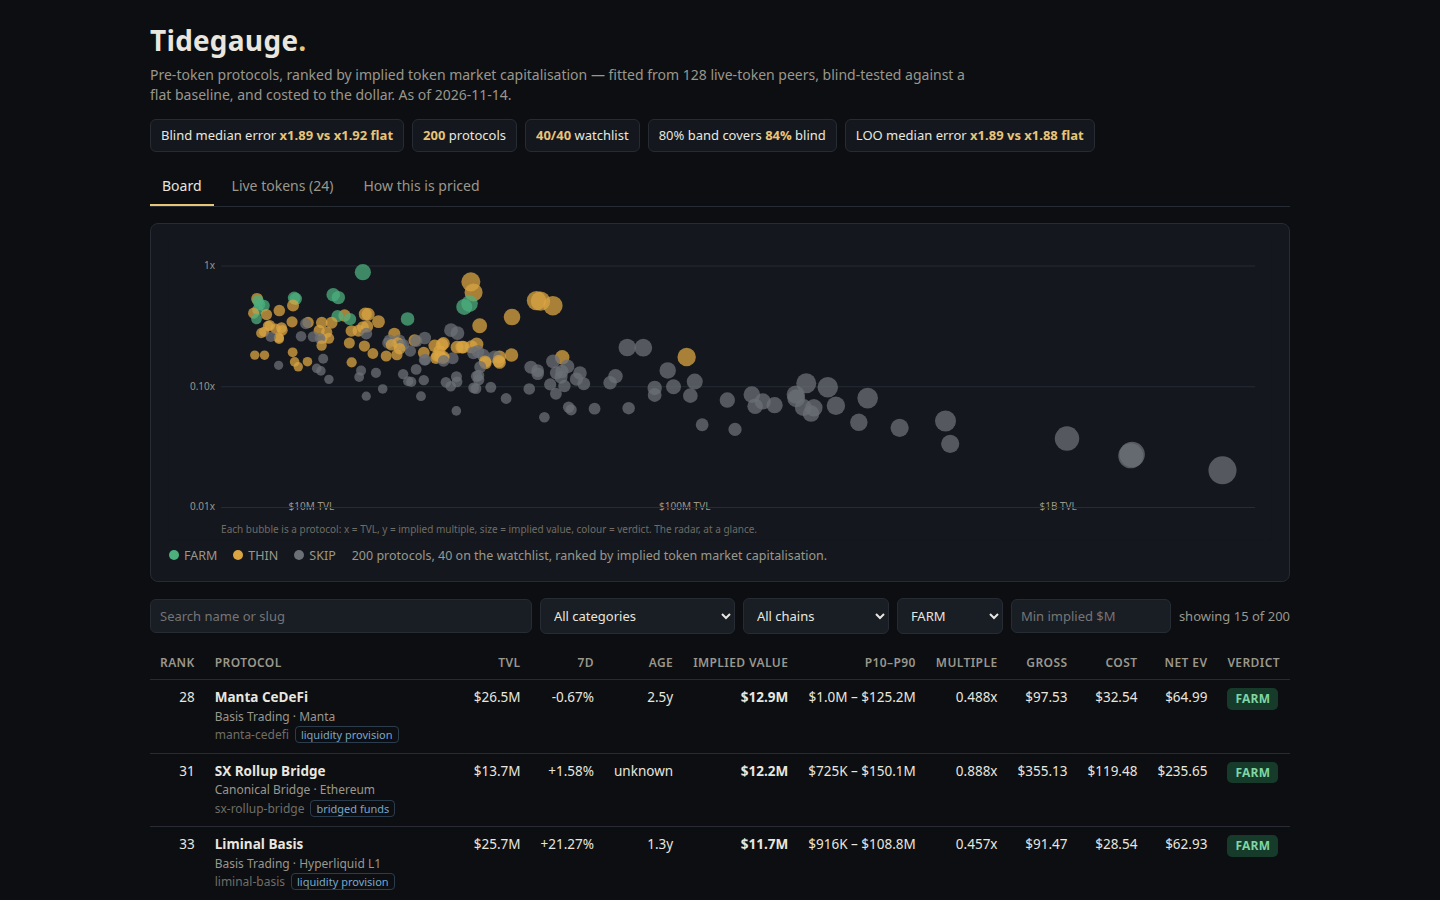 Tidegauge.
Pre-token protocols, ranked by implied token market capitalisation — fitted from 128 live-token peers, blind-tested against a
flat baseline, and costed to the dollar. As of 2026-11-14.
Blind median error x1.89 vs x1.92 flat
200 protocols
40/40 watchlist
80% band covers 84% blind
LOO median error x1.89 vs x1.88 flat
Board
Live tokens (24)
How this is priced
1x
0.10x
0.01x
$10M TVL
$100M TVL
$1B TVL
Each bubble is a protocol: x = TVL, y = implied multiple, size = implied value, colour = verdict. The radar, at a glance.
FARM
THIN
SKIP
200 protocols, 40 on the watchlist, ranked by implied token market capitalisation.
Search name or slug
All categories
All chains
FARM
Min implied $M
showing 15 of 200
RANK PROTOCOL TVL 7D AGE IMPLIED VALUE P10–P90 MULTIPLE GROSS COST NET EV VERDICT
28 Manta CeDeFi $26.5M -0.67% 2.5y $12.9M $1.0M – $125.2M 0.488x $97.53 $32.54 $64.99 FARM
Basis Trading · Manta
manta-cedefi liquidity provision
31 SX Rollup Bridge $13.7M +1.58% unknown $12.2M $725K – $150.1M 0.888x $355.13 $119.48 $235.65 FARM
Canonical Bridge · Ethereum
sx-rollup-bridge bridged funds
33 Liminal Basis $25.7M +21.27% 1.3y $11.7M $916K – $108.8M 0.457x $91.47 $28.54 $62.93 FARM
Basis Trading · Hyperliquid L1
liminal-basis liquidity provision